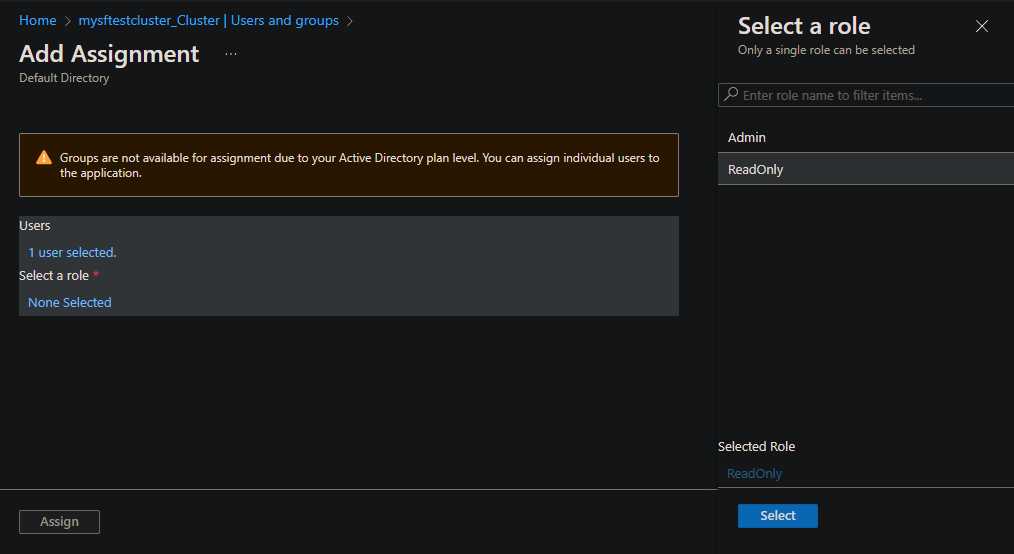 Home > mysftestcluster_Cluster | Users and groups >
Add Assignment ...
Default Directory
Groups are not available for assignment due to your Active Directory plan level. You can assign individual users to
the application.
Users
1 user selected.
Select a role *
None Selected
Assign
Select a role
Only a single role can be selected
Enter role name to filter items...
Admin
ReadOnly
Selected Role
ReadOnly
Select